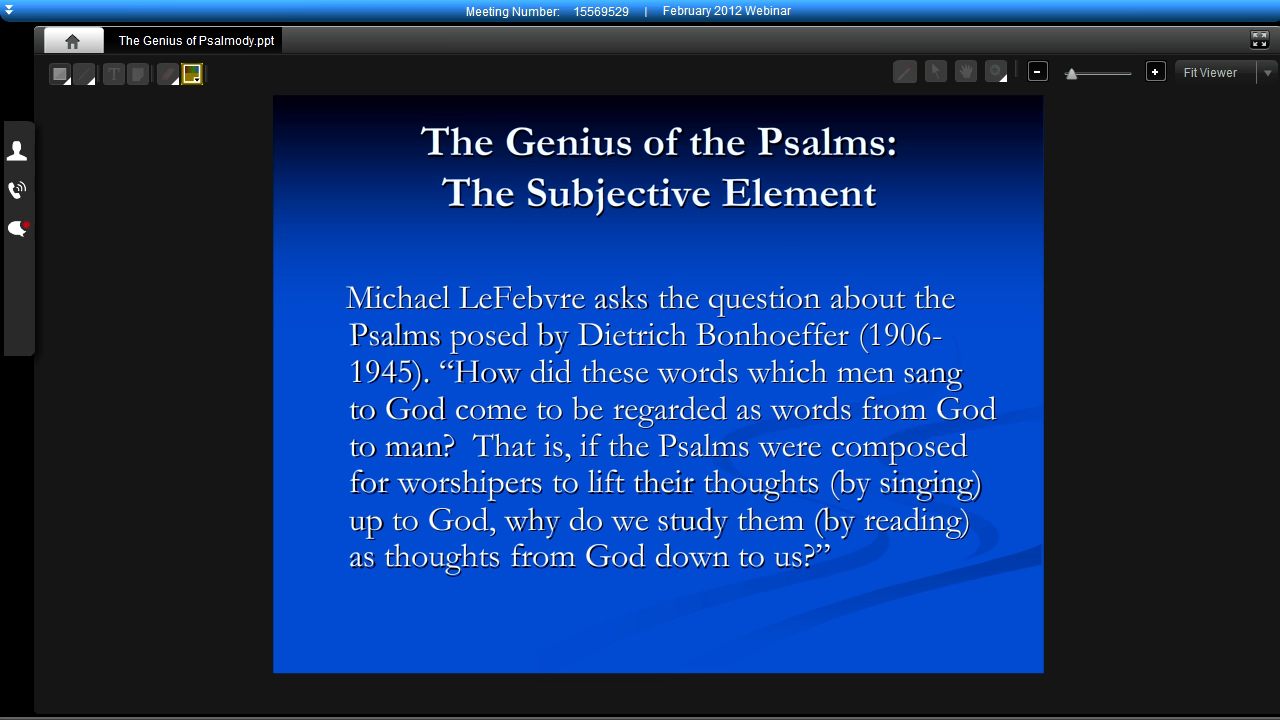 Meeting Number: 15569529 | February 2012 Webinar
The Genius of Psalmody.ppt
T
Fit Viewer
The Genius of the Psalms:
The Subjective Element
Michael LeFebvre asks the question about the
Psalms posed by Dietrich Bonhoeffer (1906-
1945). “How did these words which men sang
to God come to be regarded as words from God
to man?  That is, if the Psalms were composed
for worshipers to lift their thoughts (by singing)
up to God, why do we study them (by reading)
as thoughts from God down to us?”